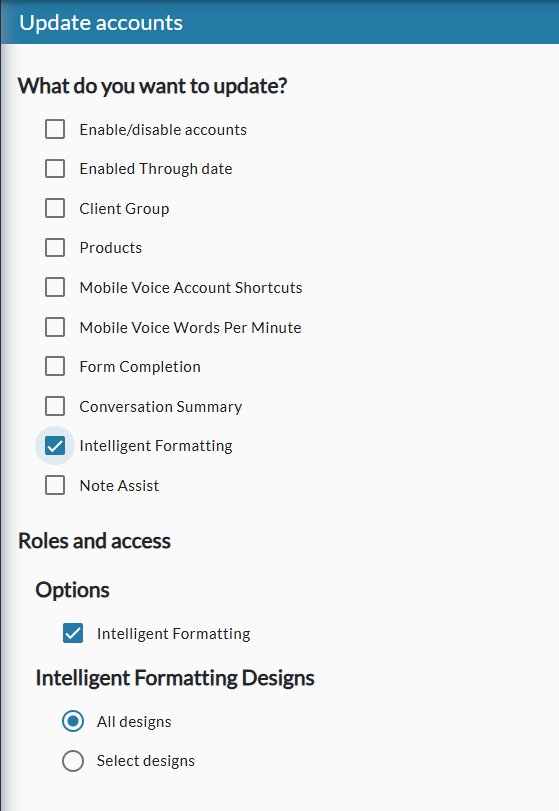 Update accounts
What do you want to update?
Enable/disable accounts
Enabled Through date
Client Group
Products
Mobile Voice Account Shortcuts
Mobile Voice Words Per Minute
Form Completion
Conversation Summary
Intelligent Formatting
Note Assist
Roles and access
Options
Intelligent Formatting
Intelligent Formatting Designs
All designs
Select designs